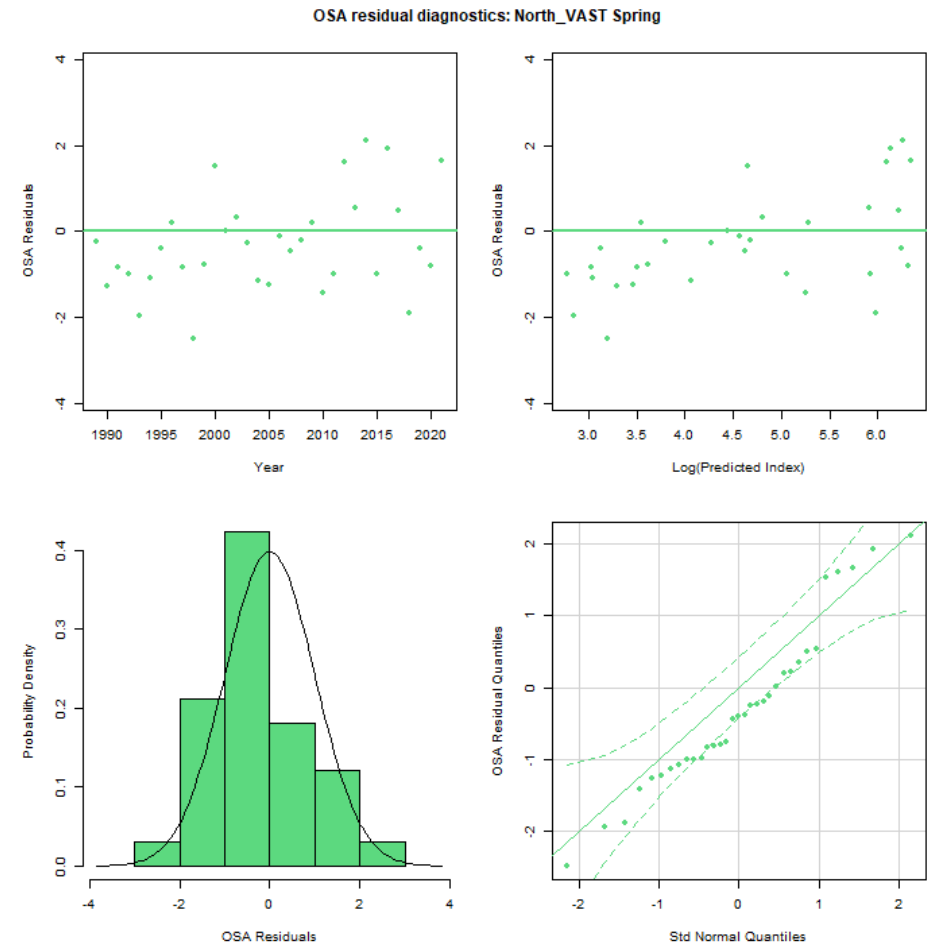 OSA residual diagnostics: North_VAST Spring
OSA Residuals
4
2
0
-2
-4
1990 1995 2000 2005 2010 2015 2020
Year
OSA Residuals
4
2
0
-2
-4
3.0 3.5 4.0 4.5 5.0 5.5 6.0
Log(Predicted Index)
Probability Density
0.4
0.3
0.2
0.1
0.0
-4 -2 0 2 4
OSA Residuals
OSA Residual Quantiles
2
1
0
-1
-2
-2 -1 0 1 2
Std Normal Quantiles